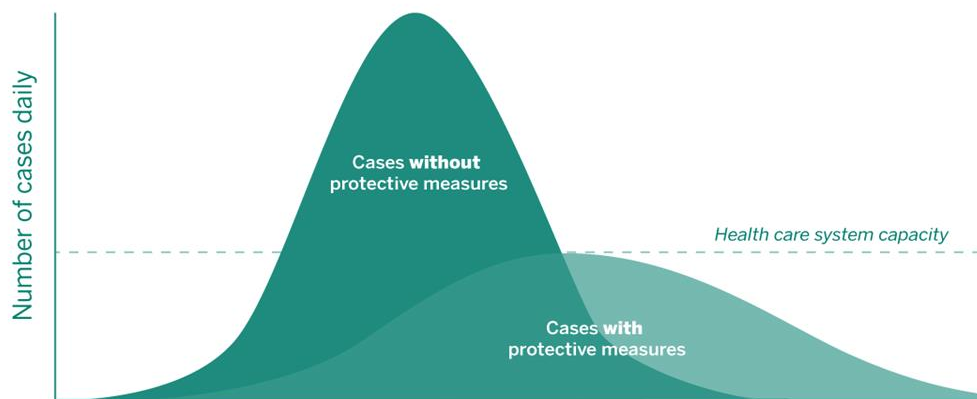 Number of cases daily
Cases without
protective measures
Health care system capacity
Cases with
protective measures